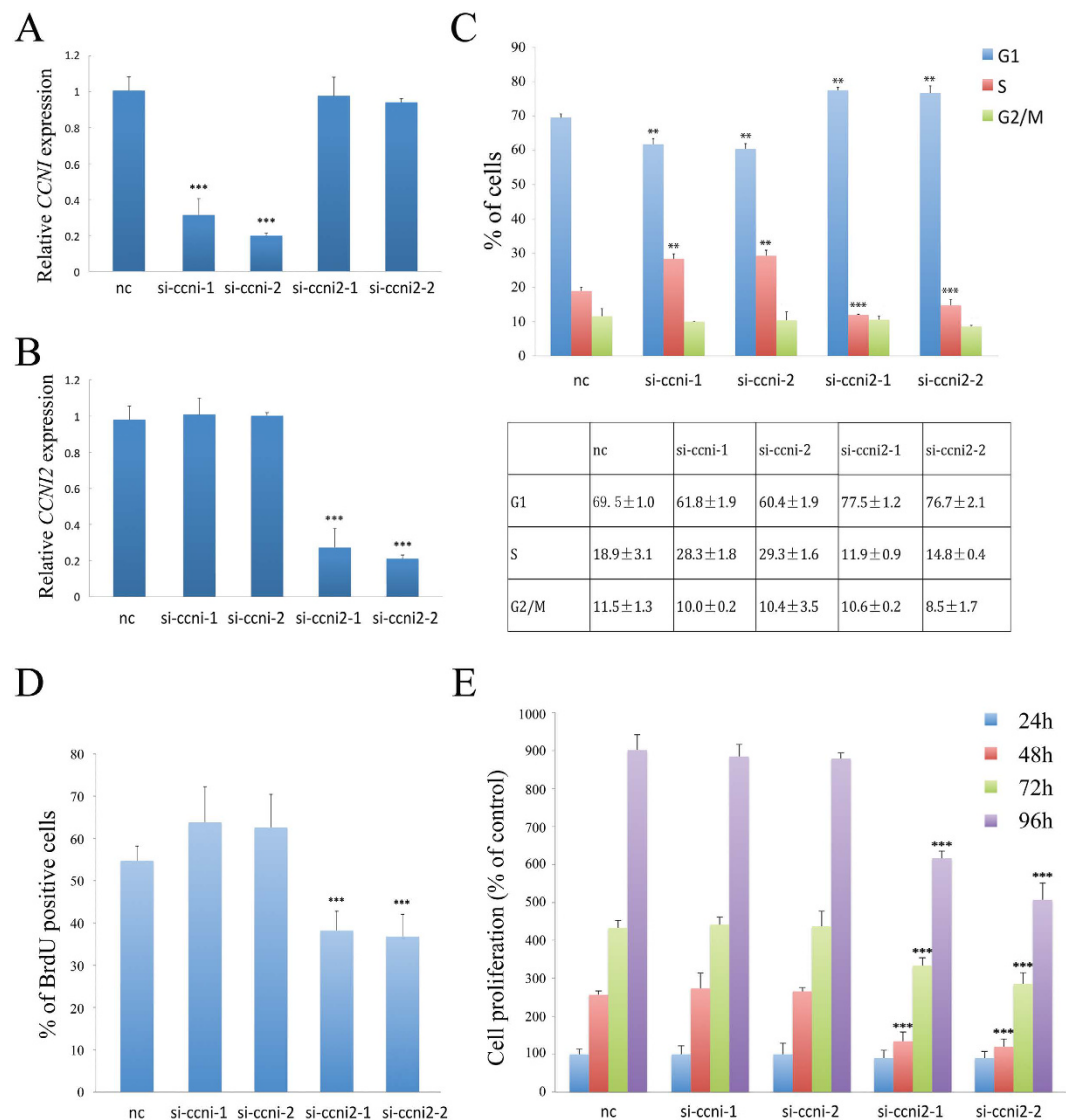 A
Relative CCNI expression
1.2
1
0.8
0.6
0.4
0.2
0
***
***
nc si-ccni-1 si-ccni-2 si-ccni2-1 si-ccni2-2
B
Relative CCNI2 expression
1.2
1
0.8
0.6
0.4
0.2
0
***
***
nc si-ccni-1 si-ccni-2 si-ccni2-1 si-ccni2-2
C
% of cells
90
80
70
60
50
40
30
20
10
0
G1
S
G2/M
** ** ** **
** ** *** ***
nc si-ccni-1 si-ccni-2 si-ccni2-1 si-ccni2-2
nc si-ccni-1 si-ccni-2 si-ccni2-1 si-ccni2-2
G1 69.5±1.0 61.8±1.9 60.4±1.9 77.5±1.2 76.7±2.1
S 18.9±3.1 28.3±1.8 29.3±1.6 11.9±0.9 14.8±0.4
G2/M 11.5±1.3 10.0±0.2 10.4±3.5 10.6±0.2 8.5±1.7
D
% of BrdU positive cells
80
70
60
50
40
30
20
10
0
*** ***
nc si-ccni-1 si-ccni-2 si-ccni2-1 si-ccni2-2
E
Cell proliferation (% of control)
1000
900
800
700
600
500
400
300
200
100
0
24h
48h
72h
96h
*** *** ***
*** *** ***
nc si-ccni-1 si-ccni-2 si-ccni2-1 si-ccni2-2